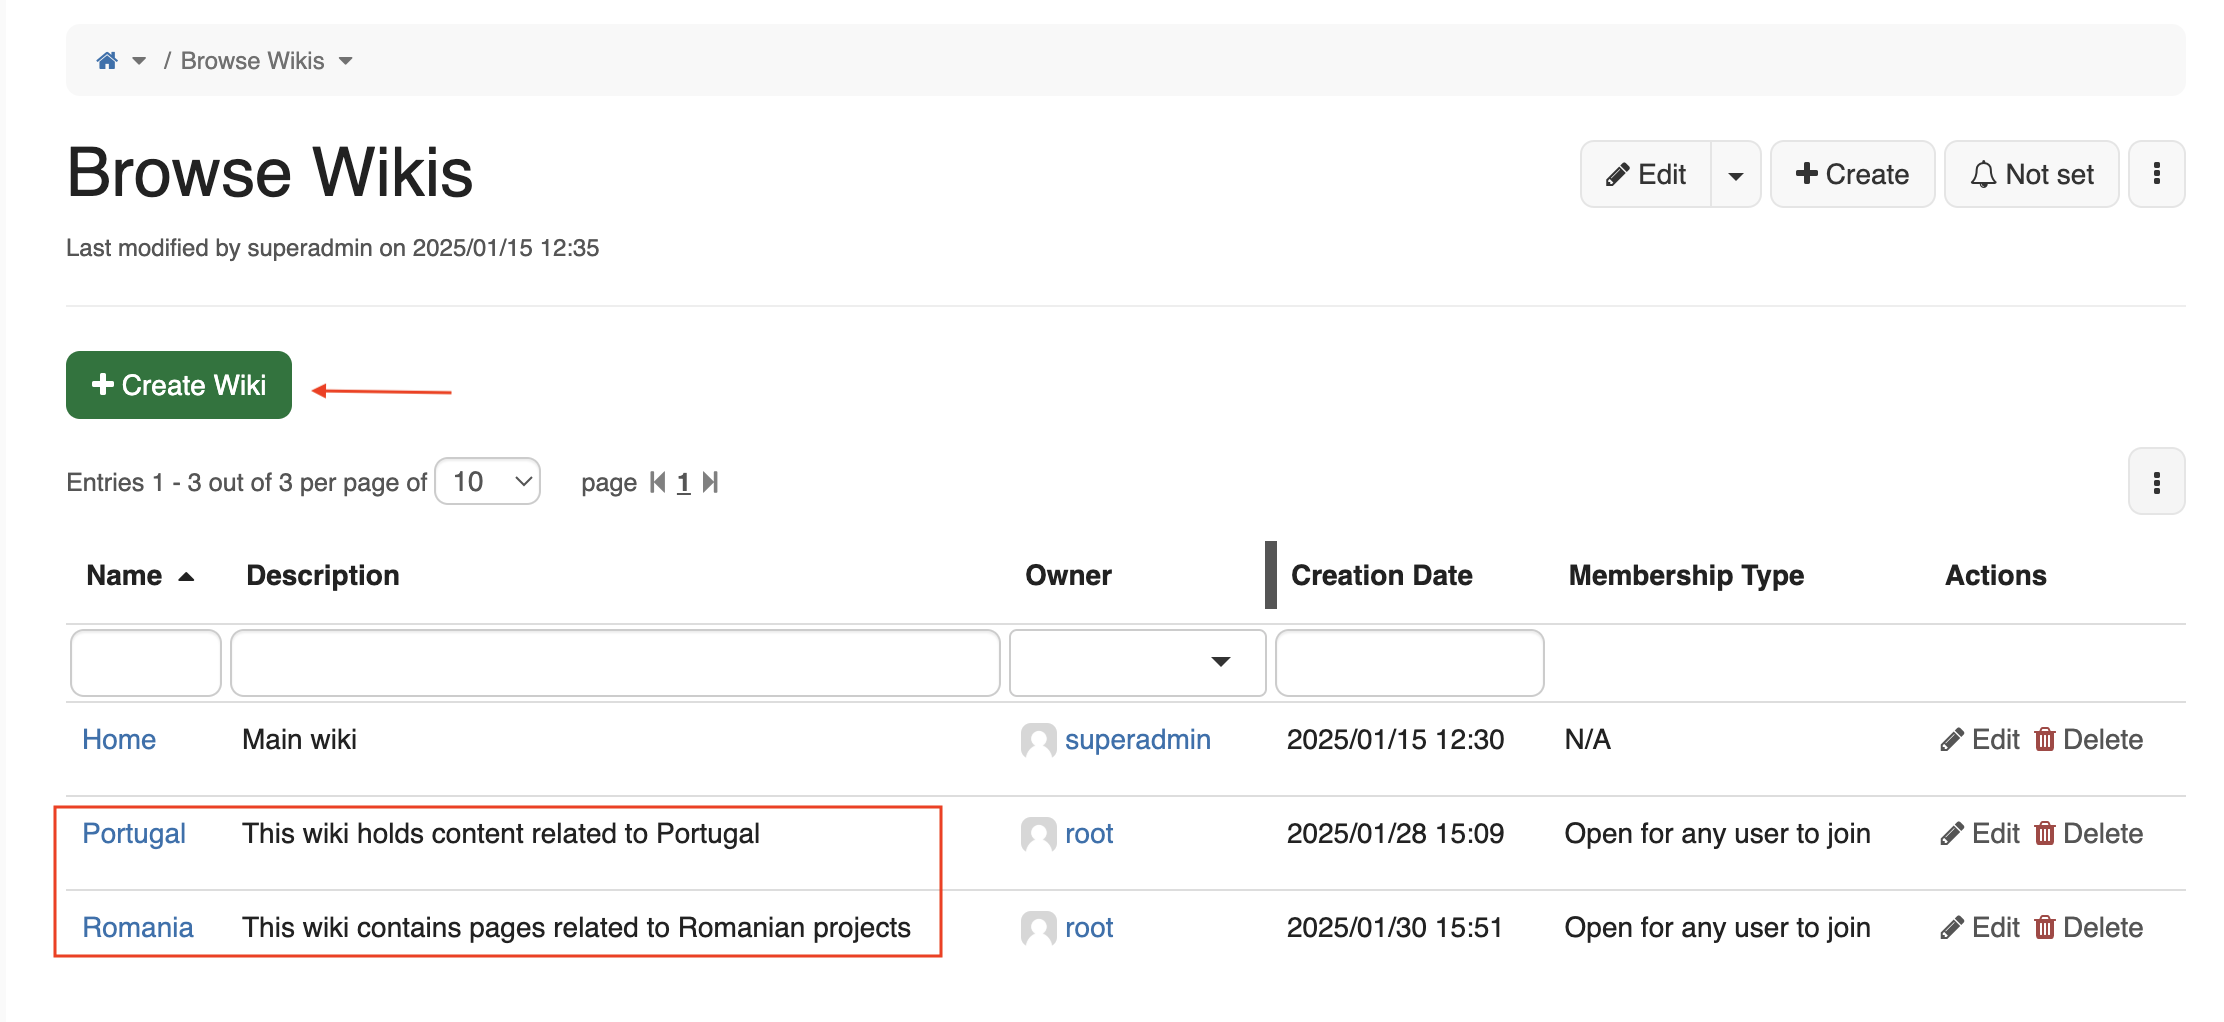 / Browse Wikis
Browse Wikis
Edit Create Not set
Last modified by superadmin on 2025/01/15 12:35
Create Wiki
Entries 1 - 3 out of 3 per page of 10 page 1
Name Description Owner Creation Date Membership Type Actions
Home Main wiki superadmin 2025/01/15 12:30 N/A Edit Delete
Portugal This wiki holds content related to Portugal root 2025/01/28 15:09 Open for any user to join Edit Delete
Romania This wiki contains pages related to Romanian projects root 2025/01/30 15:51 Open for any user to join Edit Delete